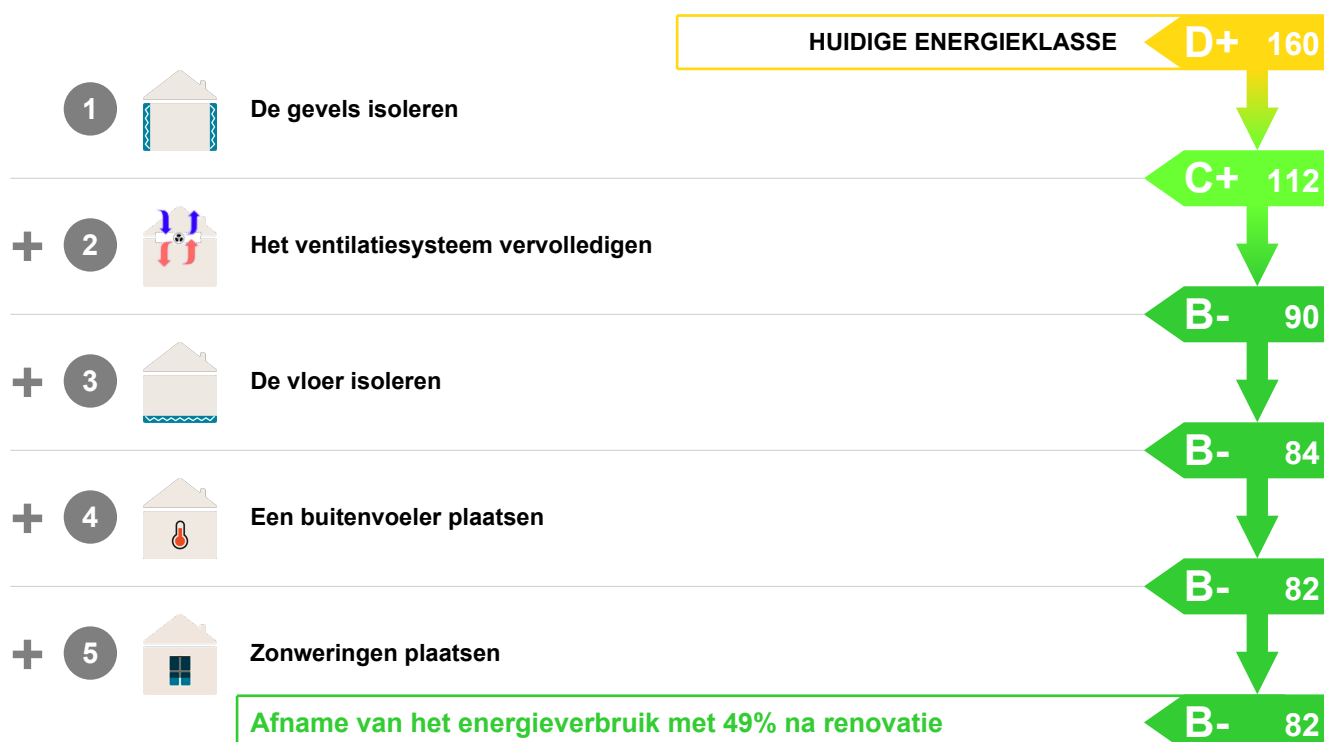 HUIDIGE ENERGIEKLASSE D+ 160
1 De gevels isoleren
C+ 112
+ 2 Het ventilatiesysteem vervolledigen
B- 90
+ 3 De vloer isoleren
B- 84
+ 4 Een buitenvoeler plaatsen
B- 82
+ 5 Zonweringen plaatsen
Afname van het energieverbruik met 49% na renovatie B- 82